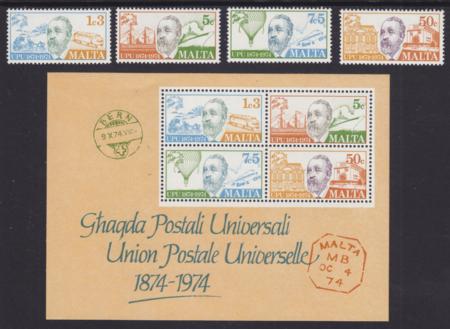 1c3
UPU 1874-1974 MALTA
5c
UPU 1874-1974 MALTA
7c5
UPU 1874-1974 MALTA
50c
UPU 1874-1974 MALTA
BERN
9 X 74
1c3
UPU 1874-1974 MALTA
5c
UPU 1874-1974 MALTA
7c5
UPU 1874-1974 MALTA
50c
UPU 1874-1974 MALTA
Għaqda Postali Universali
Union Postale Universelle
1874-1974
MALTA
MB
OC 4
74